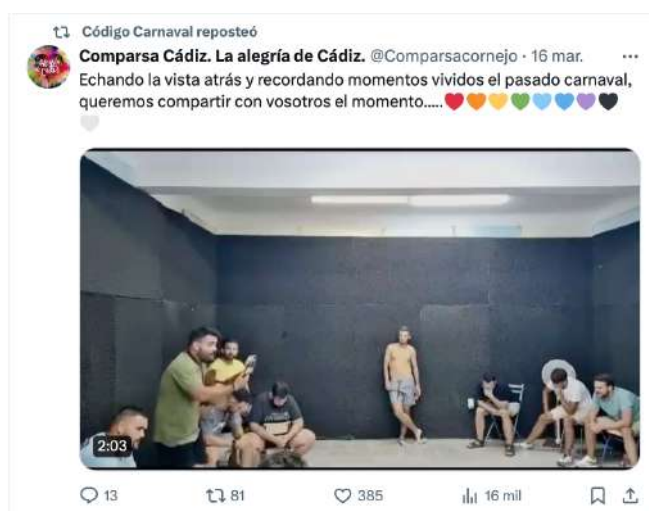 Código Carnaval reposteó
Comparsa Cádiz. La alegría de Cádiz. @Comparsacornejo · 16 mar. ...
Echando la vista atrás y recordando momentos vividos el pasado carnaval,
queremos compartir con vosotros el momento.....❤️🧡💛💚🩵💙💜🖤
🤍
2:03
13 81 385 16 mil